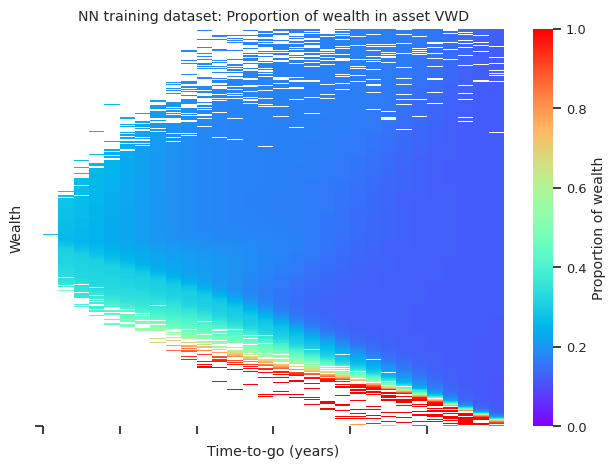 NN training dataset: Proportion of wealth in asset VWD
Wealth
Time-to-go (years)
1.0
0.8
0.6
0.4
0.2
0.0
Proportion of wealth